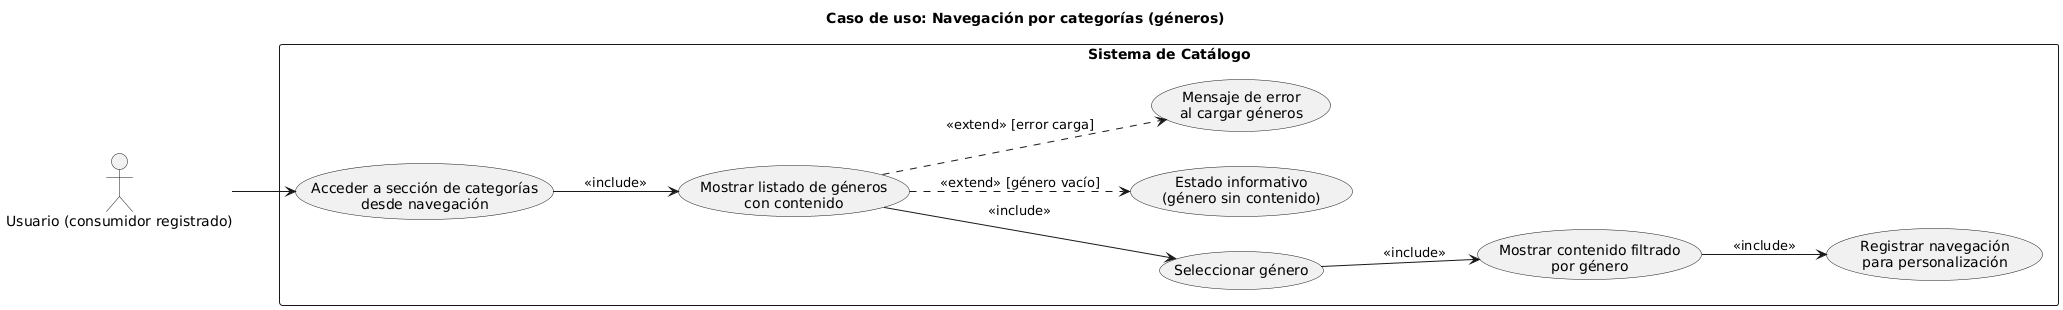 Caso de uso: Navegación por categorías (géneros)
Sistema de Catálogo
Usuario (consumidor registrado)
Acceder a sección de categorías
desde navegación
«include»
Mostrar listado de géneros
con contenido
«extend» [error carga]
Mensaje de error
al cargar géneros
«extend» [género vacío]
Estado informativo
(género sin contenido)
«include»
Seleccionar género
«include»
Mostrar contenido filtrado
por género
«include»
Registrar navegación
para personalización